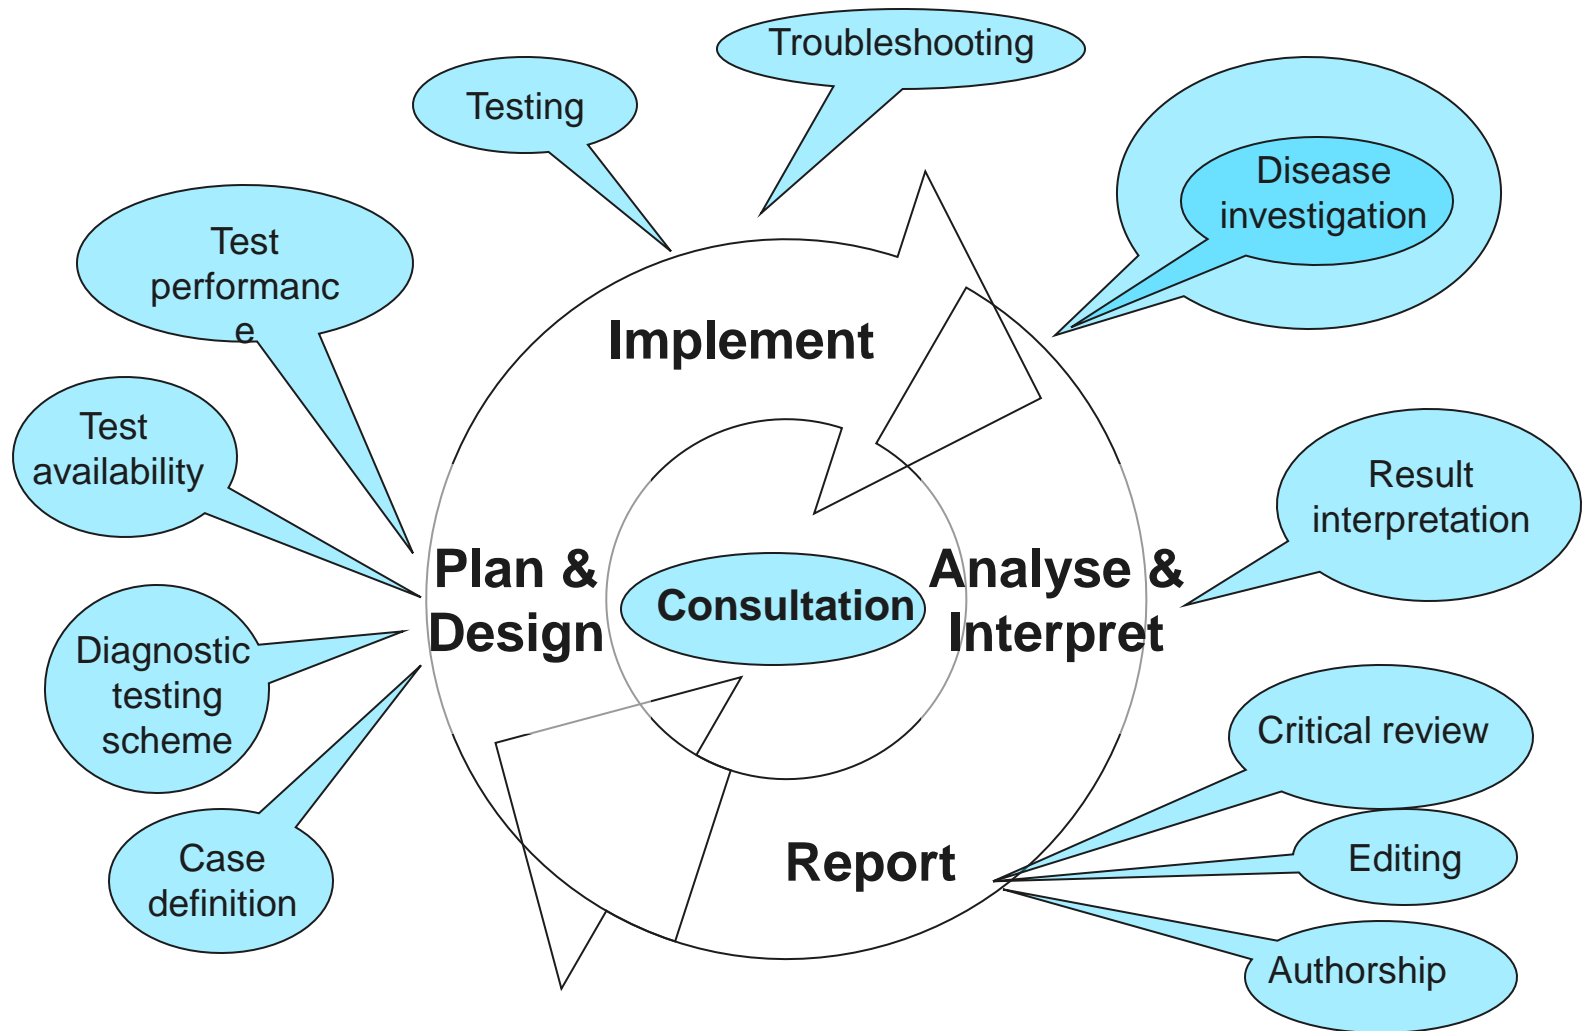 Troubleshooting
Testing
Disease
investigation
Test
performanc
e
Implement
Test
availability
Result
interpretation
Plan &
Design
Consultation
Analyse &
Interpret
Diagnostic
testing
scheme
Critical review
Case
definition
Report
Editing
Authorship